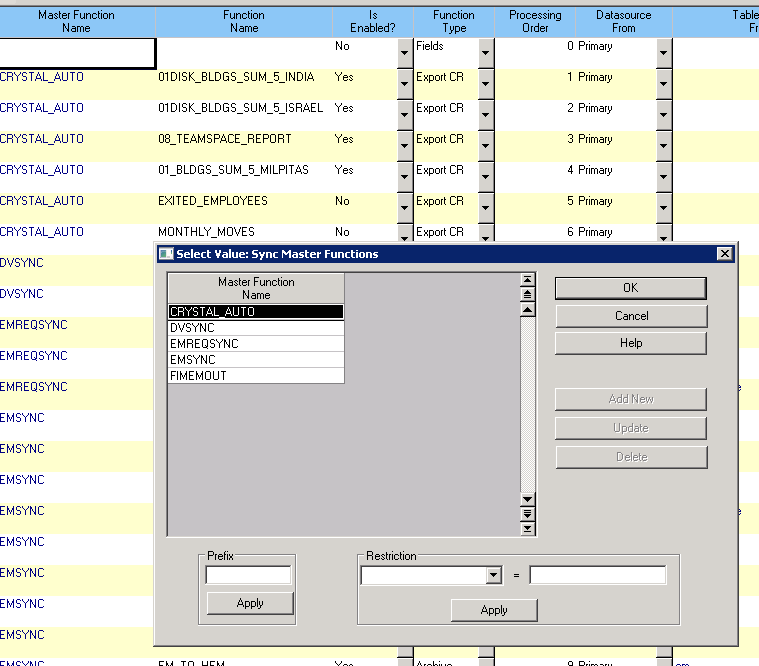 Master Function Name Function Name Is Enabled? Function Type Processing Order Datasource From Table Fr
No Fields 0 Primary
CRYSTAL_AUTO 01DISK_BLDGS_SUM_5_INDIA Yes Export CR 1 Primary
CRYSTAL_AUTO 01DISK_BLDGS_SUM_5_ISRAEL Yes Export CR 2 Primary
CRYSTAL_AUTO 08_TEAMSPACE_REPORT Yes Export CR 3 Primary
CRYSTAL_AUTO 01_BLDGS_SUM_5_MILPITAS Yes Export CR 4 Primary
CRYSTAL_AUTO EXITED_EMPLOYEES No Export CR 5 Primary
CRYSTAL_AUTO MONTHLY_MOVES No Export CR 6 Primary
DVSYNC
DVSYNC
EMREQSYNC
EMREQSYNC
EMREQSYNC
EMSYNC
EMSYNC
EMSYNC
EMSYNC
EMSYNC
EMSYNC
EMSYNC
EMSYNC
EMSYNC EM_TO_HEM Yes Archive 9 Primary em
Select Value: Sync Master Functions
Master Function
Name
CRYSTAL_AUTO
DVSYNC
EMREQSYNC
EMSYNC
FIMEMOUT
OK
Cancel
Help
Add New
Update
Delete
Prefix
Apply
Restriction
=
Apply